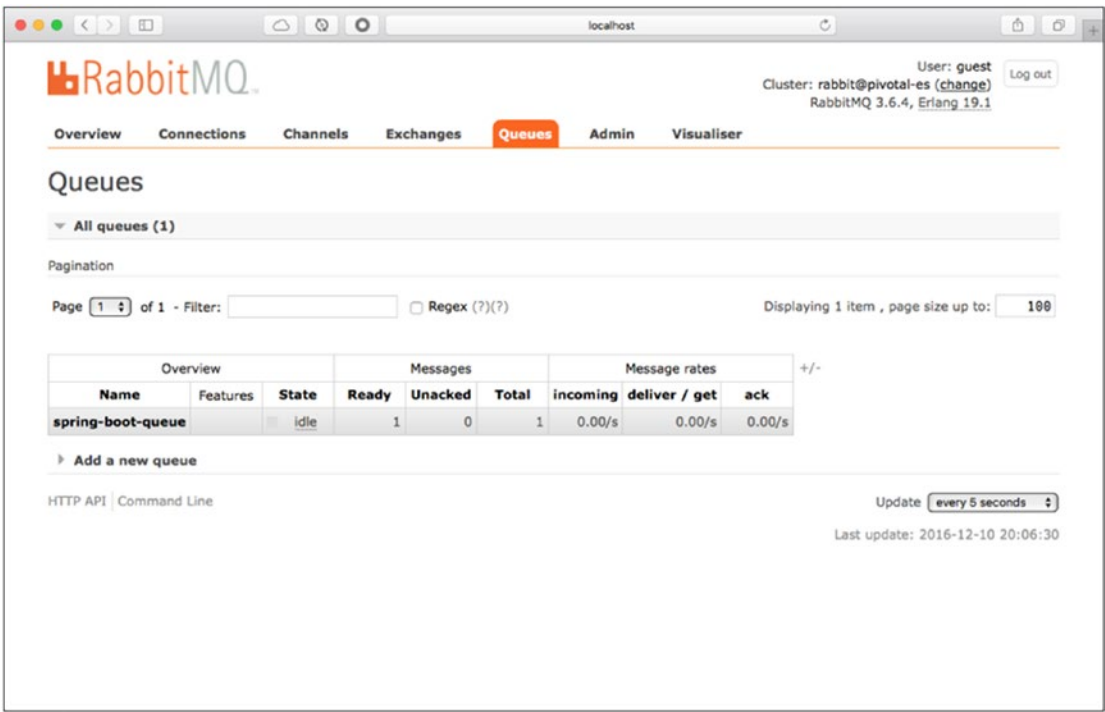 localhost
RabbitMQ
User: guest
Log out
Cluster: rabbit@pivotal-es (change)
RabbitMQ 3.6.4, Erlang 19.1
Overview Connections Channels Exchanges Queues Admin Visualiser
Queues
All queues (1)
Pagination
Page 1 of 1 - Filter: Regex (?)(?) Displaying 1 item , page size up to: 100
Overview Messages Message rates +/-
Name Features State Ready Unacked Total incoming deliver / get ack
spring-boot-queue idle 1 0 1 0.00/s 0.00/s 0.00/s
Add a new queue
HTTP API Command Line Update every 5 seconds
Last update: 2016-12-10 20:06:30